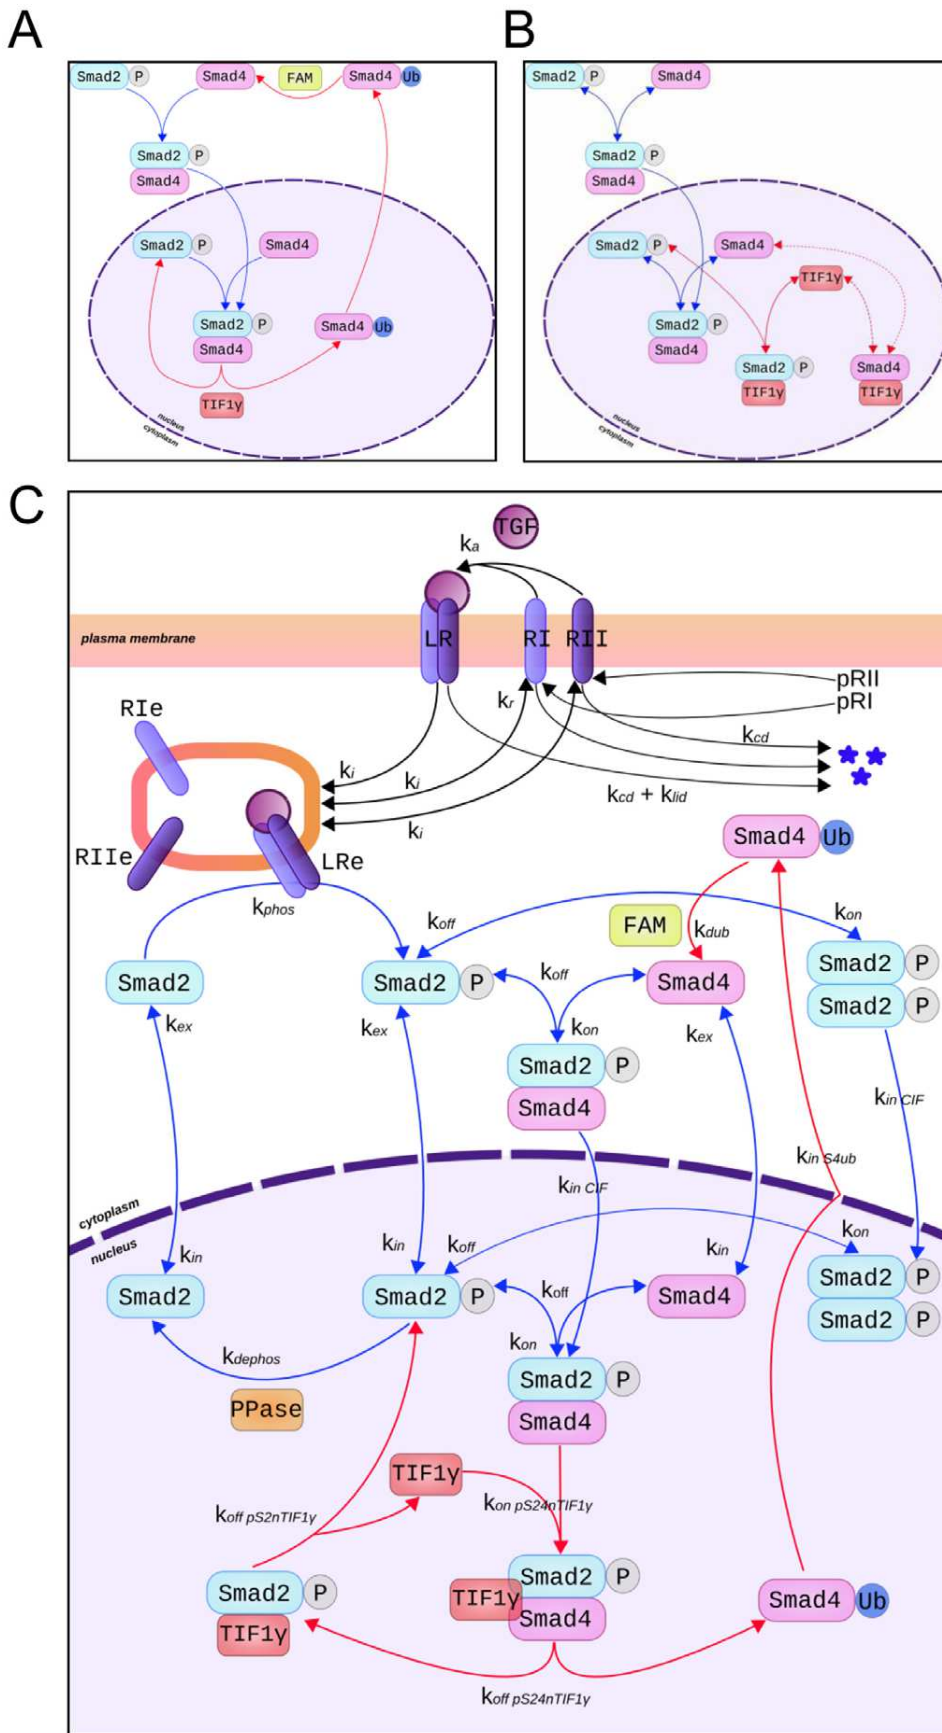 A
B
Smad2 P Smad4 FAM Smad4 Ub
Smad2 P
Smad4
Smad2 P Smad4
Smad2 P
Smad4
Smad4 Ub
TIF1γ
nucleus
cytoplasm
Smad2 P Smad4
Smad2 P
Smad4
Smad2 P Smad4
TIF1γ
Smad2 P
Smad4
Smad2 P
TIF1γ
Smad4
TIF1γ
nucleus
cytoplasm
C
TGF
ka
plasma membrane
LR RI RII
pRII
pRI
kr
kcd
RIe
ki
ki
kcd + klid
ki
RIIe
LRe
Smad4 Ub
kphos
koff
FAM
kdub
kon
Smad2
Smad2 P
koff
Smad4
Smad2 P
Smad2 P
kex
kex
kon
kex
Smad2 P
Smad4
kin CIF
kin S4ub
kin CIF
cytoplasm
nucleus
kin
kin
koff
kin
kon
Smad2
Smad2 P
koff
Smad4
Smad2 P
Smad2 P
kon
kdephos
Smad2 P
Smad4
PPase
TIF1γ
koff pS2nTIF1γ
kon pS24nTIF1γ
Smad2 P
TIF1γ
Smad2 P
TIF1γ
Smad4
Smad4 Ub
koff pS24nTIF1γ